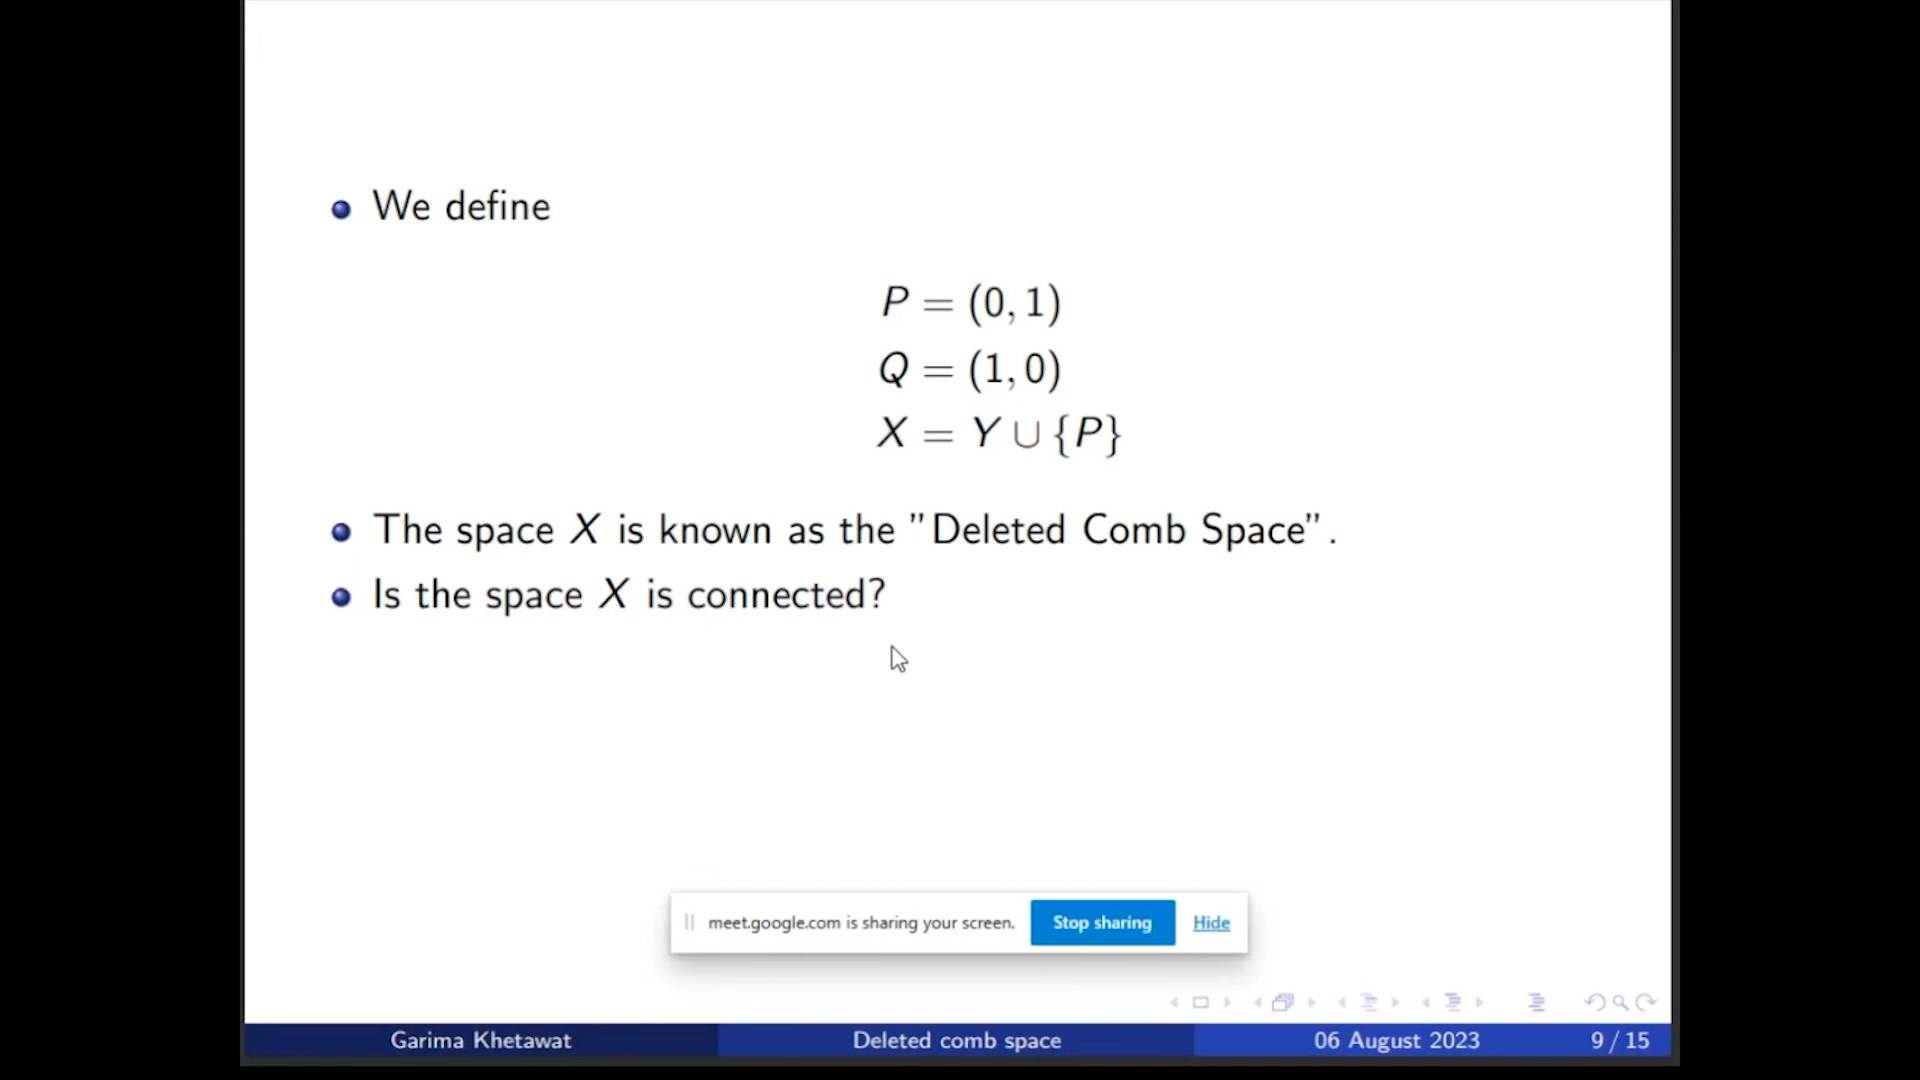 We define
P = (0, 1)
Q = (1, 0)
X = Y ∪ {P}
The space X is known as the ”Deleted Comb Space”.
Is the space X is connected?
meet.google.com is sharing your screen. Stop sharing Hide
Garima Khetawat Deleted comb space 06 August 2023 9 / 15